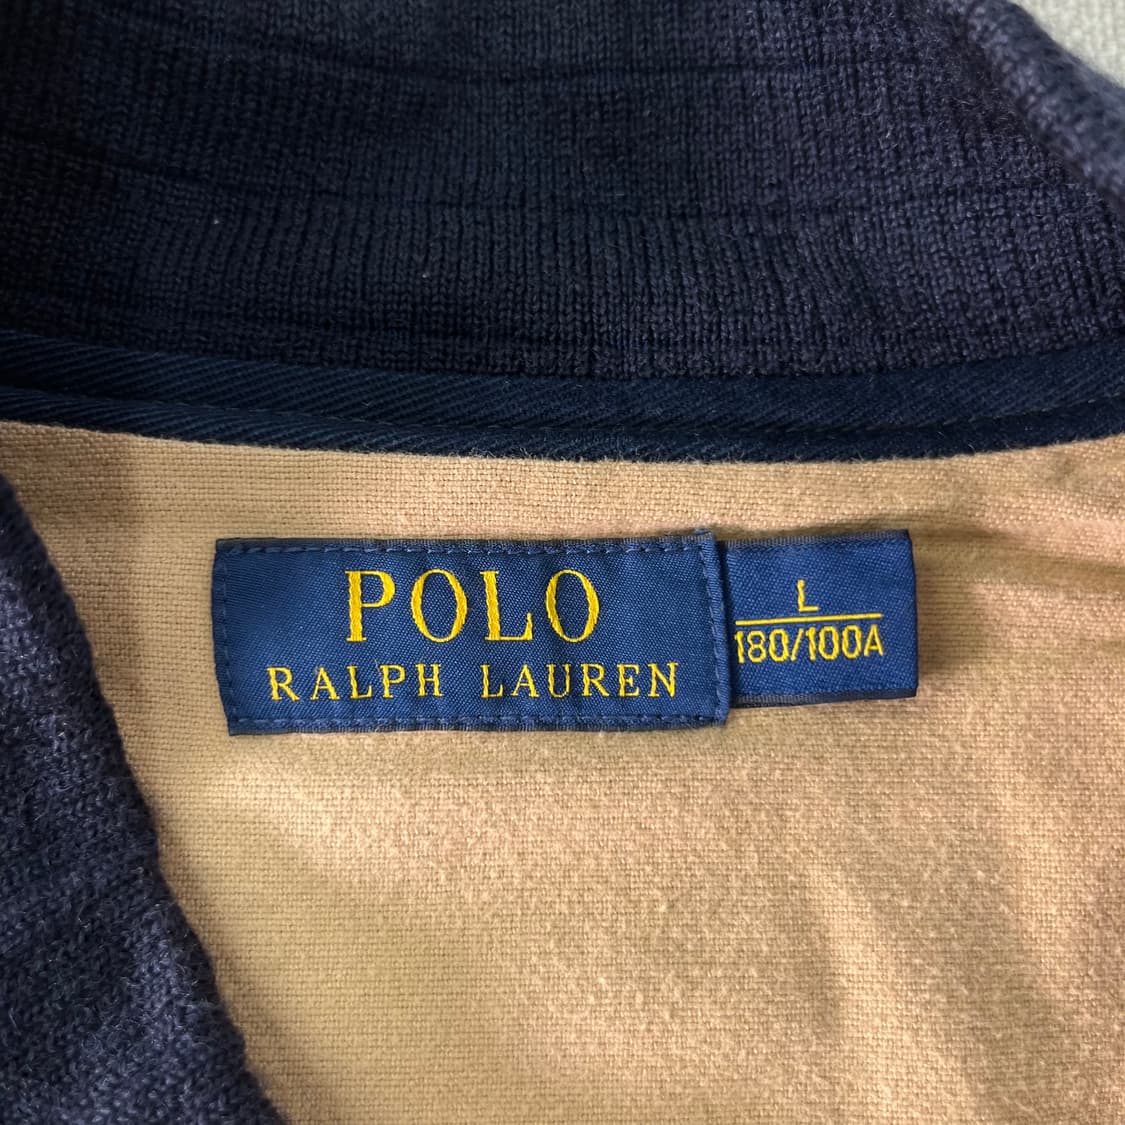 POLO
RALPH LAUREN
L
180/100A